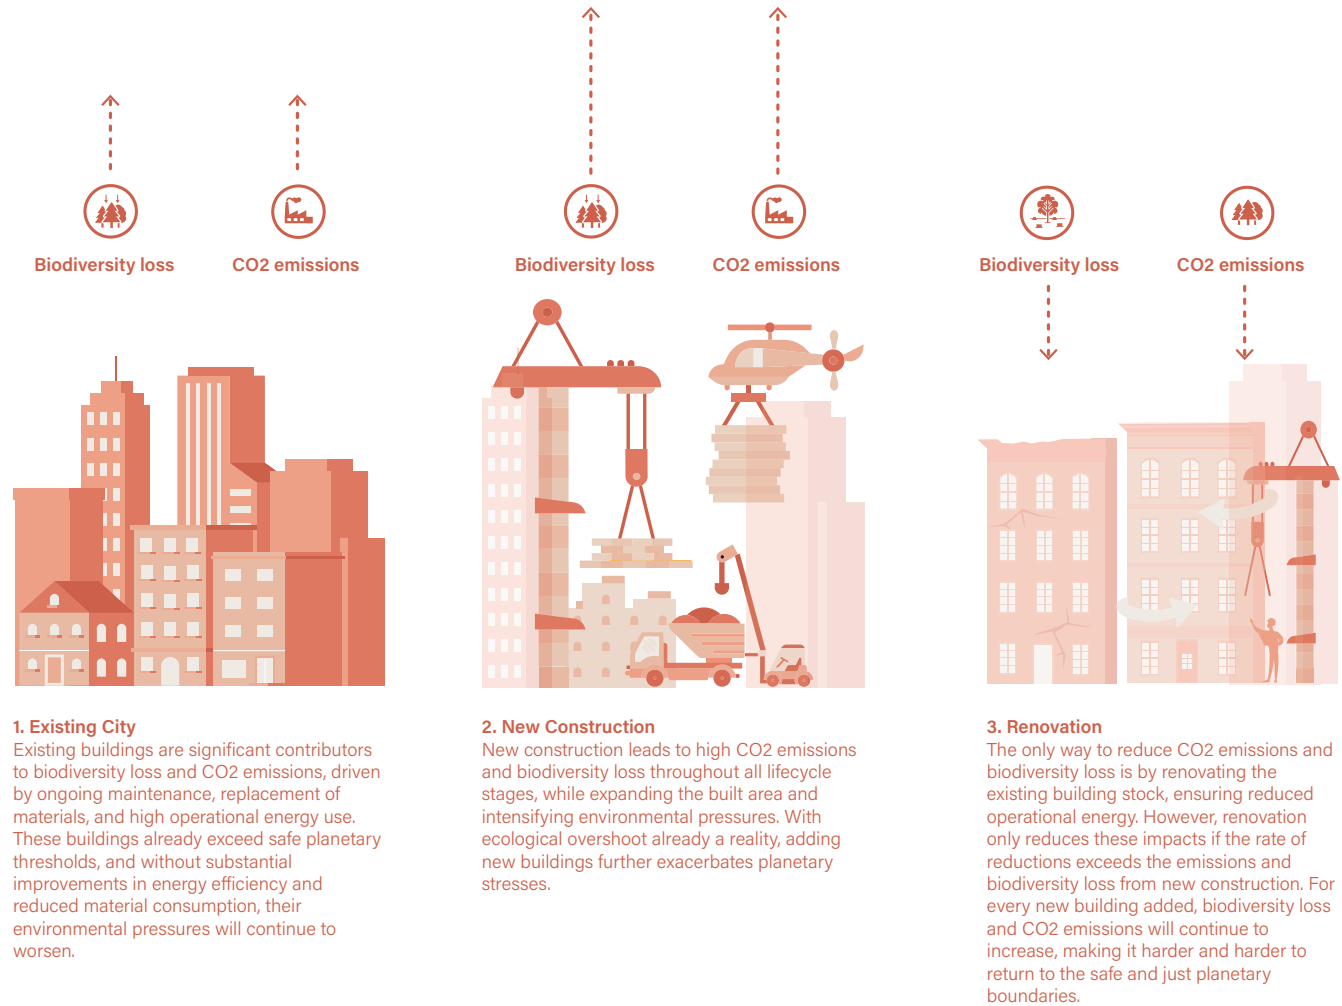 Biodiversity loss
CO2 emissions
Biodiversity loss
CO2 emissions
Biodiversity loss
CO2 emissions
1. Existing City
Existing buildings are significant contributors
to biodiversity loss and CO2 emissions, driven
by ongoing maintenance, replacement of
materials, and high operational energy use.
These buildings already exceed safe planetary
thresholds, and without substantial
improvements in energy efficiency and
reduced material consumption, their
environmental pressures will continue to
worsen.
2. New Construction
New construction leads to high CO2 emissions
and biodiversity loss throughout all lifecycle
stages, while expanding the built area and
intensifying environmental pressures. With
ecological overshoot already a reality, adding
new buildings further exacerbates planetary
stresses.
3. Renovation
The only way to reduce CO2 emissions and
biodiversity loss is by renovating the
existing building stock, ensuring reduced
operational energy. However, renovation
only reduces these impacts if the rate of
reductions exceeds the emissions and
biodiversity loss from new construction. For
every new building added, biodiversity loss
and CO2 emissions will continue to
increase, making it harder and harder to
return to the safe and just planetary
boundaries.